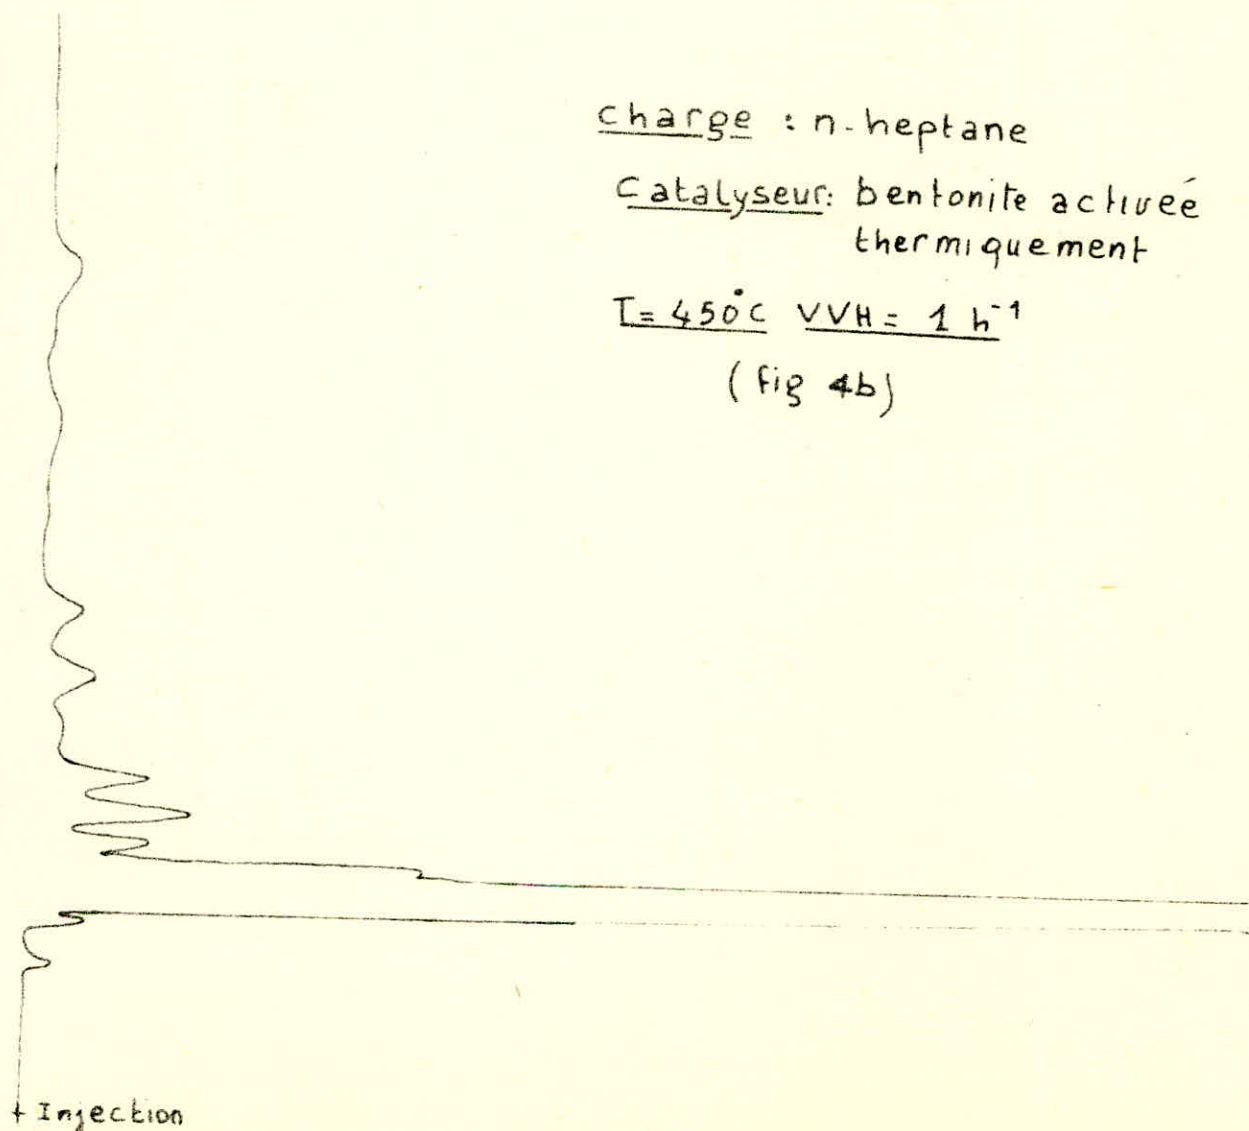 charge : n-heptane
Catalyseur: bentonite activée
thermiquement
T= 450°C VVH= 1 h⁻¹
(fig 4b)
+ Injection